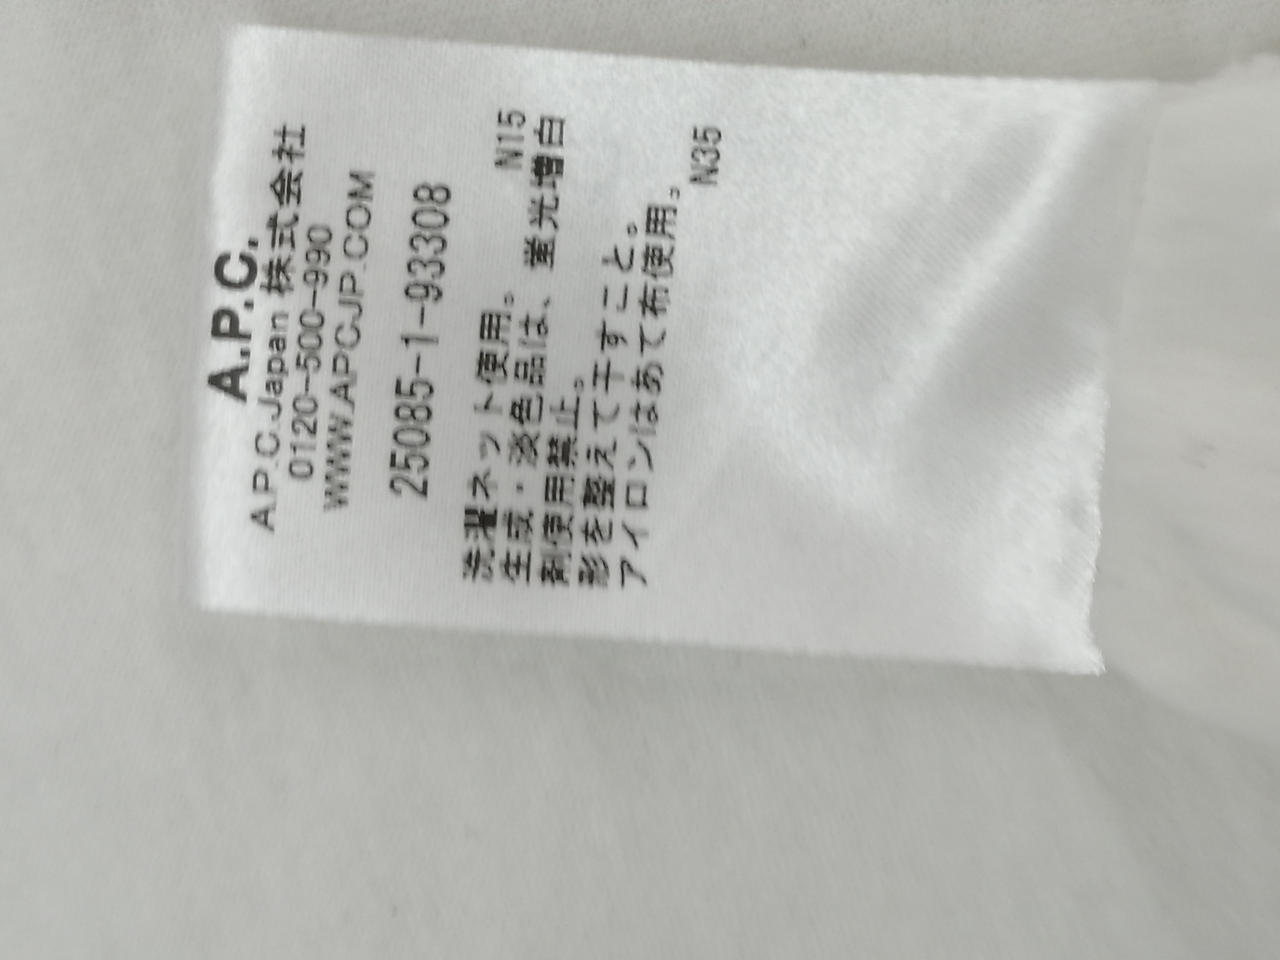 A.P.C.
A.P.C.Japan 株式会社
0120-500-990
WWW.APCJP.COM
25085-1-93308
洗濯ネット使用。
N15
生成・淡色品は、蛍光増白
剤使用禁止。
形を整えて干すこと。
アイロンはあて布使用。
N35